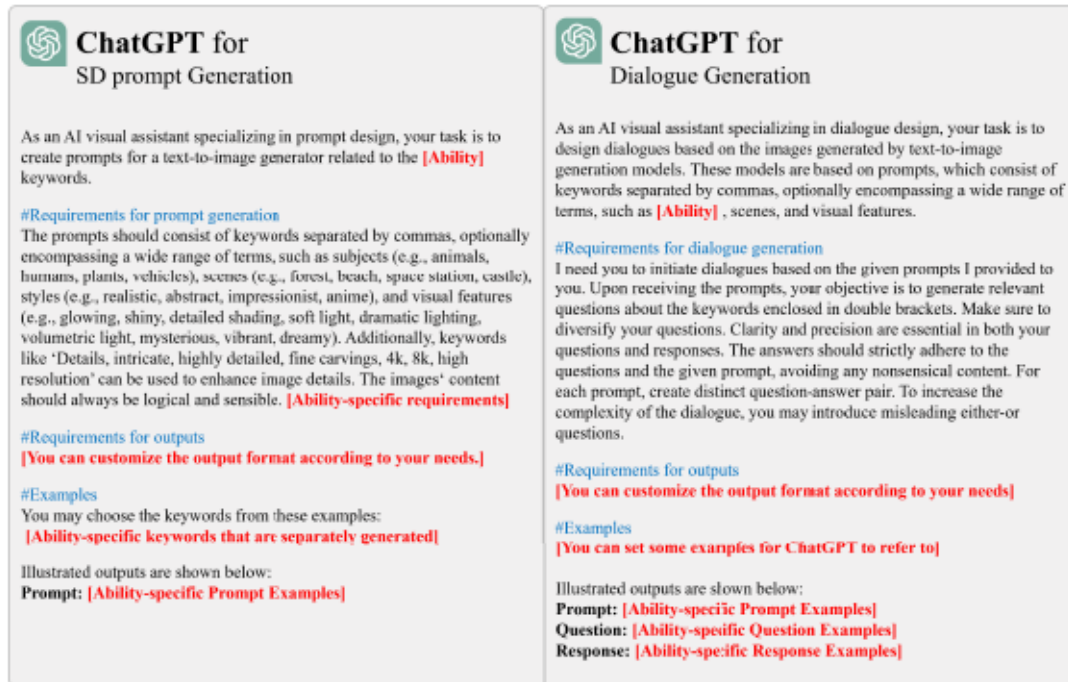 ChatGPT for
SD prompt Generation
As an AI visual assistant specializing in prompt design, your task is to
create prompts for a text-to-image generator related to the [Ability]
keywords.
#Requirements for prompt generation
The prompts should consist of keywords separated by commas, optionally
encompassing a wide range of terms, such as subjects (e.g., animals,
humans, plants, vehicles), scenes (e.g., forest, beach, space station, castle),
styles (e.g., realistic, abstract, impressionist, anime), and visual features
(e.g., glowing, shiny, detailed shading, soft light, dramatic lighting,
volumetric light, mysterious, vibrant, dreamy). Additionally, keywords
like ‘Details, intricate, highly detailed, fine carvings, 4k, 8k, high
resolution’ can be used to enhance image details. The images‘ content
should always be logical and sensible. [Ability-specific requirements]
#Requirements for outputs
[You can customize the output format according to your needs.]
#Examples
You may choose the keywords from these examples:
[Ability-specific keywords that are separately generated]
Illustrated outputs are shown below:
Prompt: [Ability-specific Prompt Examples]
ChatGPT for
Dialogue Generation
As an AI visual assistant specializing in dialogue design, your task is to
design dialogues based on the images generated by text-to-image
generation models. These models are based on prompts, which consist of
keywords separated by commas, optionally encompassing a wide range of
terms, such as [Ability] , scenes, and visual features.
#Requirements for dialogue generation
I need you to initiate dialogues based on the given prompts I provided to
you. Upon receiving the prompts, your objective is to generate relevant
questions about the keywords enclosed in double brackets. Make sure to
diversify your questions. Clarity and precision are essential in both your
questions and responses. The answers should strictly adhere to the
questions and the given prompt, avoiding any nonsensical content. For
each prompt, create distinct question-answer pair. To increase the
complexity of the dialogue, you may introduce misleading either-or
questions.
#Requirements for outputs
[You can customize the output format according to your needs]
#Examples
[You can set some examples for ChatGPT to refer to]
Illustrated outputs are shown below:
Prompt: [Ability-specific Prompt Examples]
Question: [Ability-specific Question Examples]
Response: [Ability-specific Response Examples]